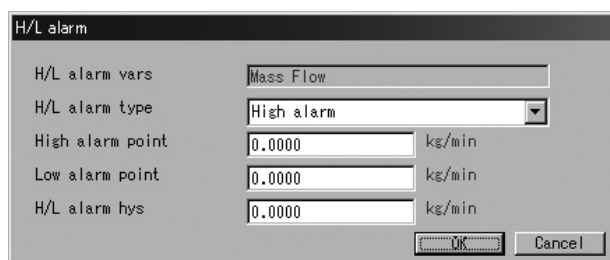 H/L alarm
H/L alarm vars Mass Flow
H/L alarm type High alarm
High alarm point 0.0000 kg/min
Low alarm point 0.0000 kg/min
H/L alarm hys 0.0000 kg/min
OK Cancel